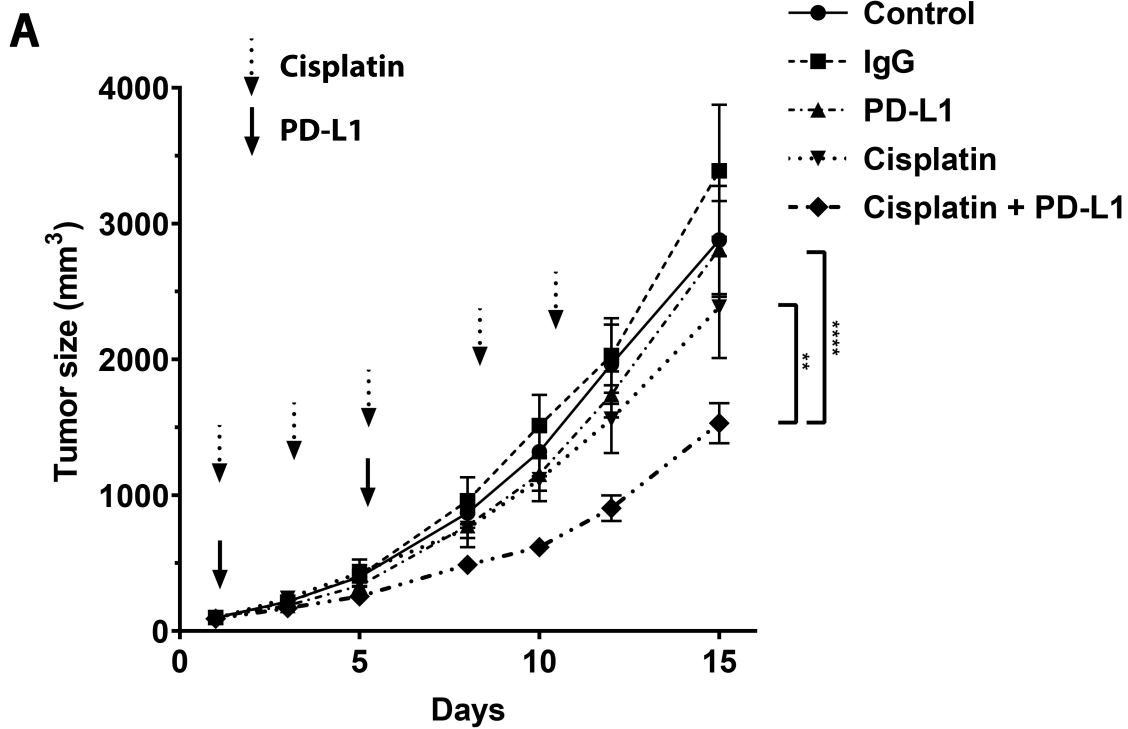 A
Cisplatin
PD-L1
Control
IgG
PD-L1
Cisplatin
Cisplatin + PD-L1
Tumor size (mm³)
4000
3000
2000
1000
0
0 5 10 15
Days
**
****